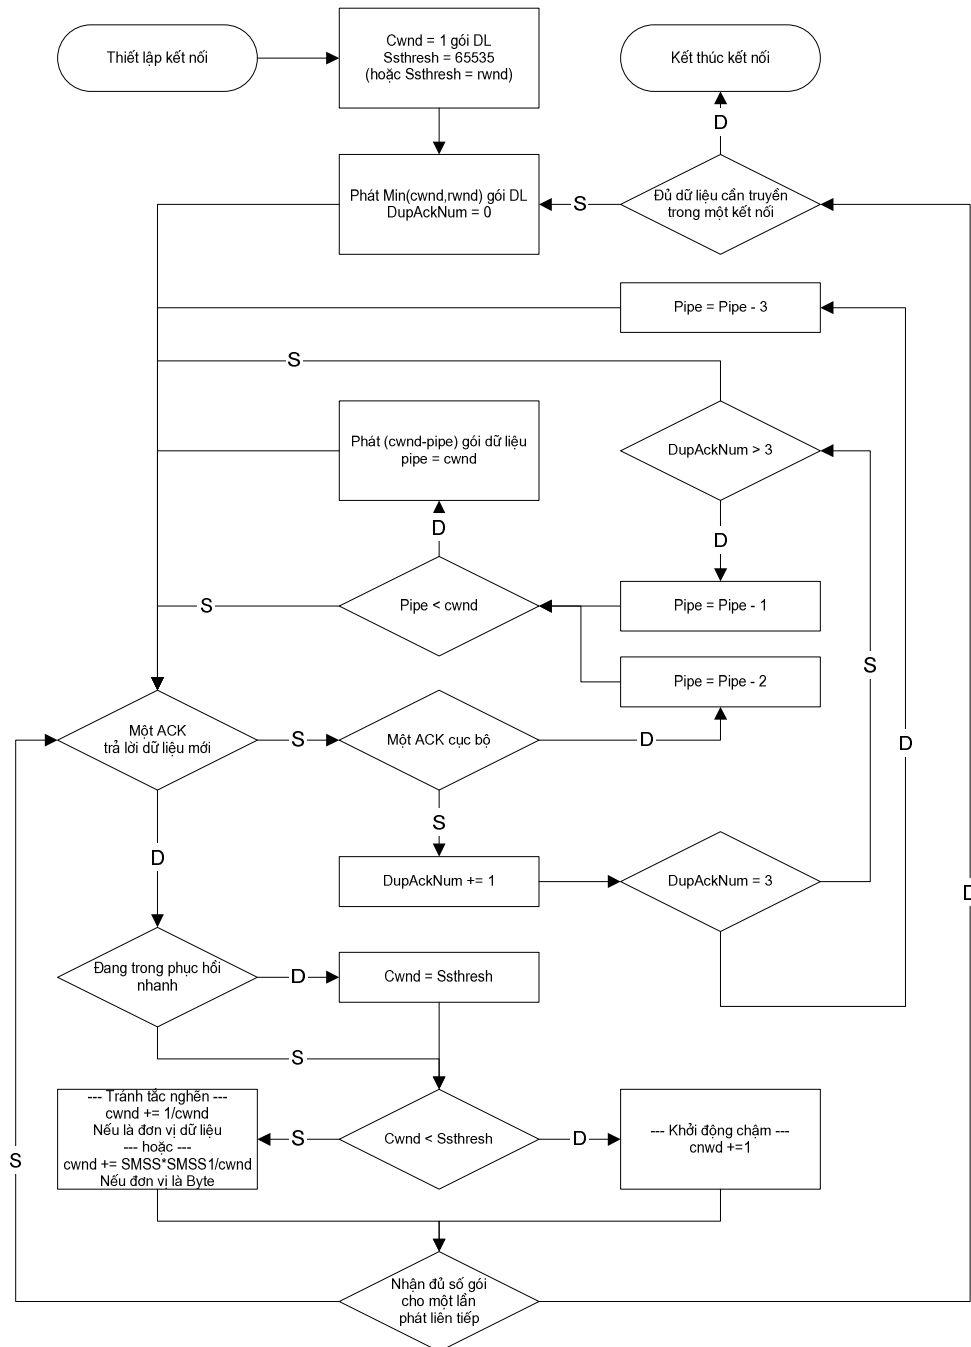 Thiết lập kết nối
Cwnd = 1 gói DL
Ssthresh = 65535
(hoặc Ssthresh = rwnd)
Kết thúc kết nối
D
Phát Min(cwnd,rwnd) gói DL
DupAckNum = 0
S
Đủ dữ liệu cần truyền
trong một kết nối
Pipe = Pipe - 3
S
Phát (cwnd-pipe) gói dữ liệu
pipe = cwnd
DupAckNum > 3
D
D
S
Pipe < cwnd
Pipe = Pipe - 1
S
Pipe = Pipe - 2
Một ACK
trả lời dữ liệu mới
S
Một ACK cục bộ
D
D
S
D
DupAckNum += 1
DupAckNum = 3
D
Đang trong phục hồi
nhanh
D
Cwnd = Ssthresh
S
--- Tránh tắc nghẽn ---
cwnd += 1/cwnd
Nếu là đơn vị dữ liệu
--- hoặc ---
cwnd += SMSS*SMSS1/cwnd
Nếu đơn vị là Byte
S
Cwnd < Ssthresh
D
--- Khởi động chậm ---
cnwd +=1
S
Nhận đủ số gói
cho một lần
phát liên tiếp